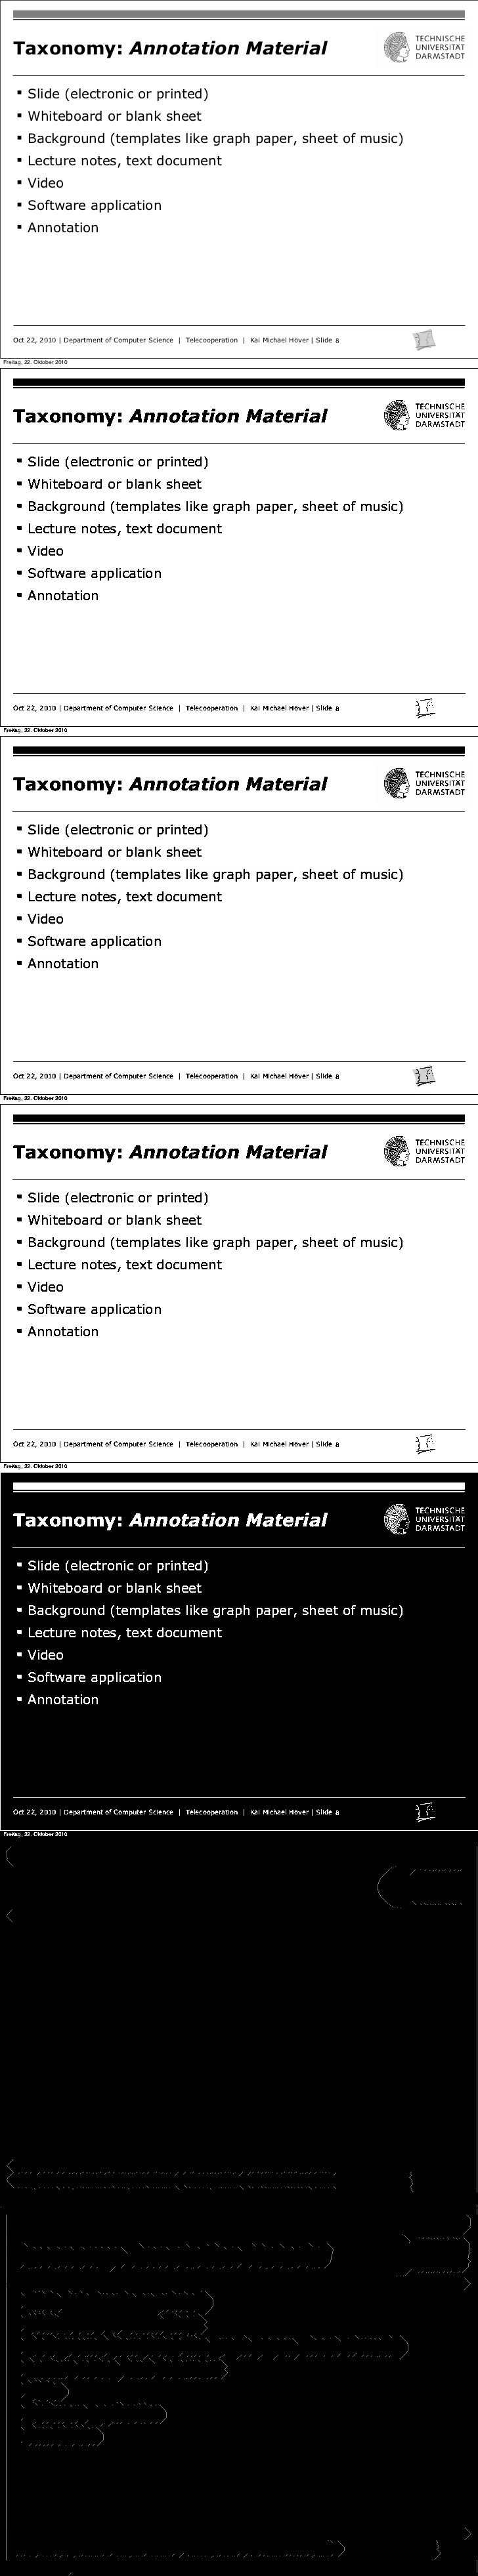 Taxonomy: Annotation Material
TECHNISCHE
UNIVERSITÄT
DARMSTADT
▪ Slide (electronic or printed)
▪ Whiteboard or blank sheet
▪ Background (templates like graph paper, sheet of music)
▪ Lecture notes, text document
▪ Video
▪ Software application
▪ Annotation
Oct 22, 2010 | Department of Computer Science | Telecooperation | Kai Michael Höver | Slide 8
Freitag, 22. Oktober 2010
Taxonomy: Annotation Material
TECHNISCHE
UNIVERSITÄT
DARMSTADT
▪ Slide (electronic or printed)
▪ Whiteboard or blank sheet
▪ Background (templates like graph paper, sheet of music)
▪ Lecture notes, text document
▪ Video
▪ Software application
▪ Annotation
Oct 22, 2010 | Department of Computer Science | Telecooperation | Kai Michael Höver | Slide 8
Freitag, 22. Oktober 2010
Taxonomy: Annotation Material
TECHNISCHE
UNIVERSITÄT
DARMSTADT
▪ Slide (electronic or printed)
▪ Whiteboard or blank sheet
▪ Background (templates like graph paper, sheet of music)
▪ Lecture notes, text document
▪ Video
▪ Software application
▪ Annotation
Oct 22, 2010 | Department of Computer Science | Telecooperation | Kai Michael Höver | Slide 8
Freitag, 22. Oktober 2010
Taxonomy: Annotation Material
TECHNISCHE
UNIVERSITÄT
DARMSTADT
▪ Slide (electronic or printed)
▪ Whiteboard or blank sheet
▪ Background (templates like graph paper, sheet of music)
▪ Lecture notes, text document
▪ Video
▪ Software application
▪ Annotation
Oct 22, 2010 | Department of Computer Science | Telecooperation | Kai Michael Höver | Slide 8
Freitag, 22. Oktober 2010
Taxonomy: Annotation Material
TECHNISCHE
UNIVERSITÄT
DARMSTADT
▪ Slide (electronic or printed)
▪ Whiteboard or blank sheet
▪ Background (templates like graph paper, sheet of music)
▪ Lecture notes, text document
▪ Video
▪ Software application
▪ Annotation
Oct 22, 2010 | Department of Computer Science | Telecooperation | Kai Michael Höver | Slide 8
Freitag, 22. Oktober 2010